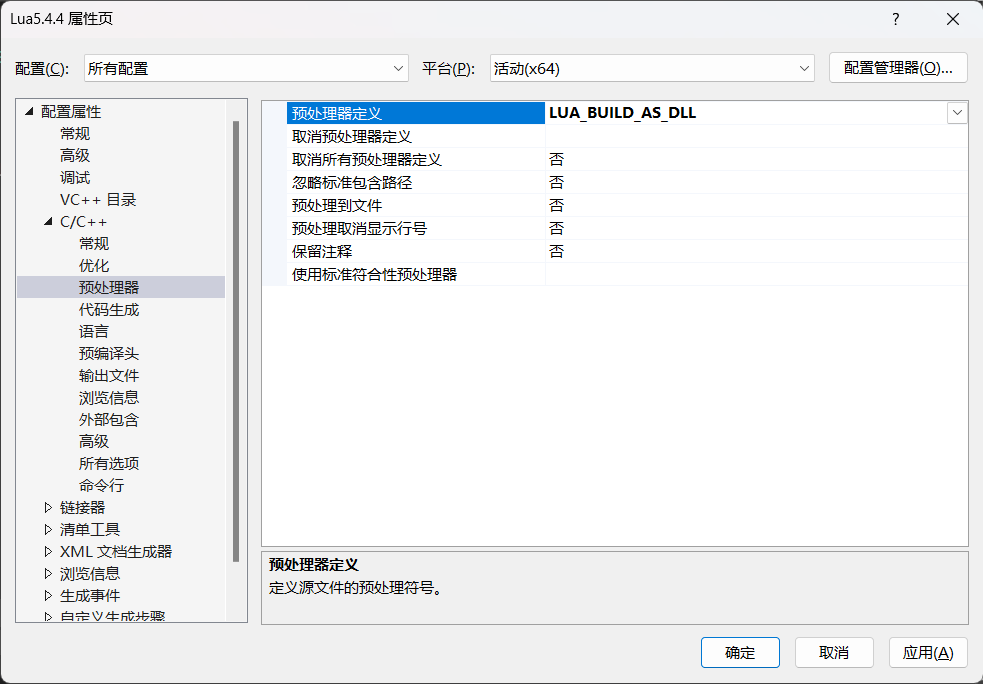 Lua5.4.4 属性页
?
配置(C): 所有配置 平台(P): 活动(x64) 配置管理器(O)...
配置属性
常规
高级
调试
VC++ 目录
C/C++
常规
优化
预处理器
代码生成
语言
预编译头
输出文件
浏览信息
外部包含
高级
所有选项
命令行
链接器
清单工具
XML 文档生成器
浏览信息
生成事件
自定义生成步骤
预处理器定义 LUA_BUILD_AS_DLL
取消预处理器定义
取消所有预处理器定义 否
忽略标准包含路径 否
预处理到文件 否
预处理取消显示行号 否
保留注释 否
使用标准符合性预处理器
预处理器定义
定义源文件的预处理符号。
确定 取消 应用(A)